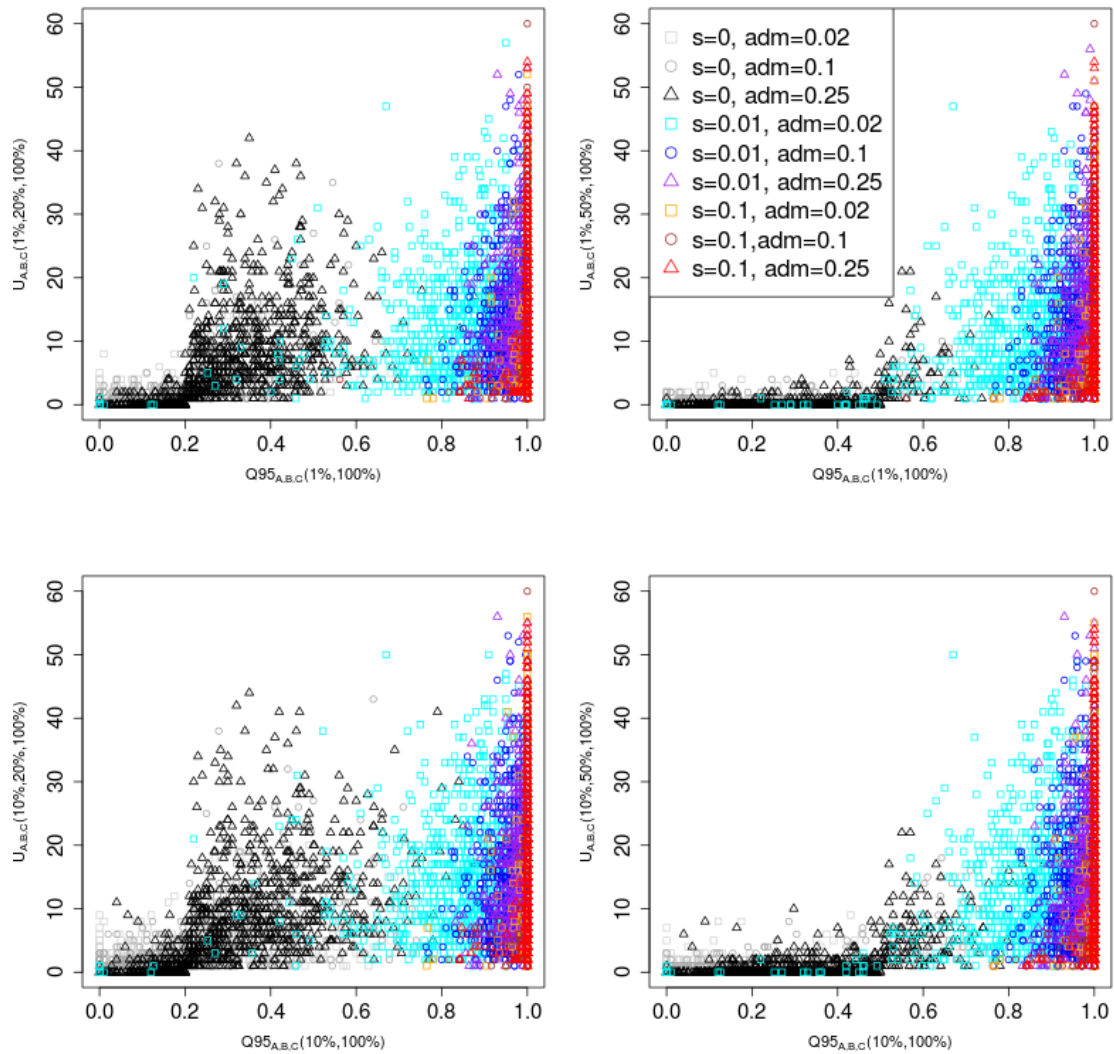 60
50
40
30
20
10
0
U_A,B,C(1%,20%,100%)
0.0 0.2 0.4 0.6 0.8 1.0
Q95_A,B,C(1%,100%)
60
50
40
30
20
10
0
U_A,B,C(1%,50%,100%)
s=0, adm=0.02
s=0, adm=0.1
s=0, adm=0.25
s=0.01, adm=0.02
s=0.01, adm=0.1
s=0.01, adm=0.25
s=0.1, adm=0.02
s=0.1,adm=0.1
s=0.1, adm=0.25
0.0 0.2 0.4 0.6 0.8 1.0
Q95_A,B,C(1%,100%)
60
50
40
30
20
10
0
U_A,B,C(10%,20%,100%)
0.0 0.2 0.4 0.6 0.8 1.0
Q95_A,B,C(10%,100%)
60
50
40
30
20
10
0
U_A,B,C(10%,50%,100%)
0.0 0.2 0.4 0.6 0.8 1.0
Q95_A,B,C(10%,100%)